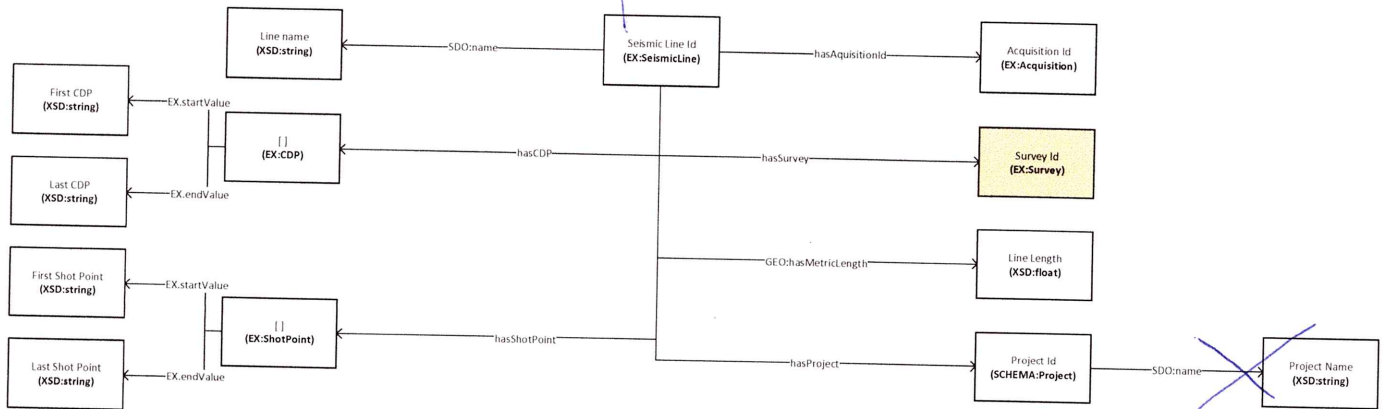 Line name
(XSD:string)
SDO:name
Seismic Line Id
(EX:SeismicLine)
hasAquisitionId
Acquisition Id
(EX:Acquisition)
First CDP
(XSD:string)
EX.startValue
[ ]
(EX:CDP)
hasCDP
hasSurvey
Survey Id
(EX:Survey)
Last CDP
(XSD:string)
EX.endValue
First Shot Point
(XSD:string)
EX.startValue
GEO:hasMetricLength
Line Length
(XSD:float)
[ ]
(EX:ShotPoint)
hasShotPoint
Last Shot Point
(XSD:string)
EX.endValue
hasProject
Project Id
(SCHEMA:Project)
SDO:name
Project Name
(XSD:string)